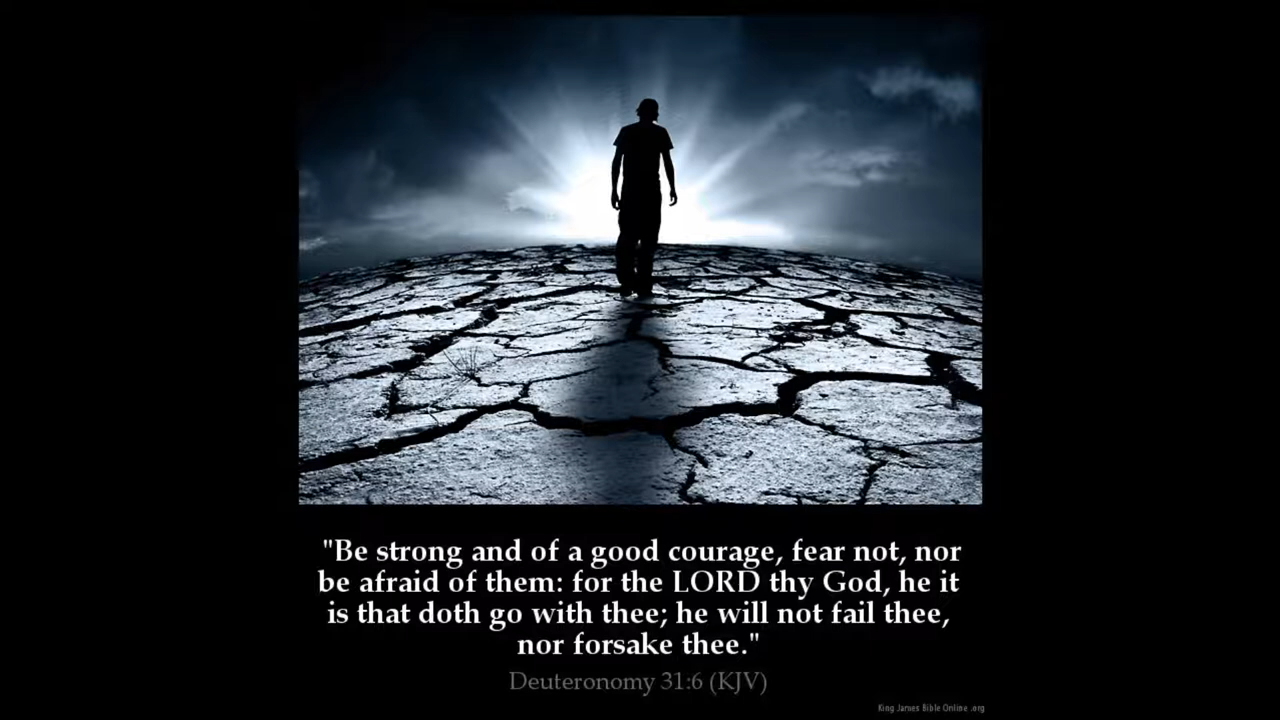 "Be strong and of a good courage, fear not, nor
be afraid of them: for the LORD thy God, he it
is that doth go with thee; he will not fail thee,
nor forsake thee."
Deuteronomy 31:6 (KJV)
King James Bible Online .org